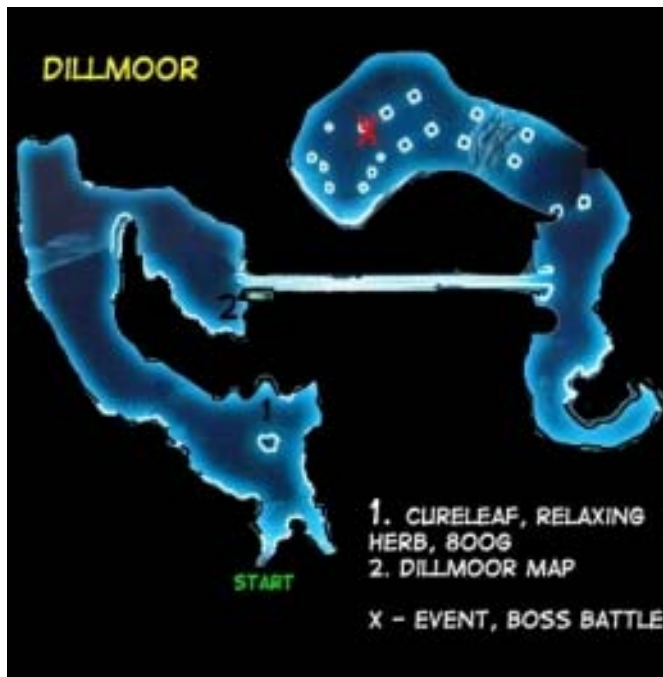 DILLMOOR
X
2
1
START
1. CURELEAF, RELAXING
HERB, 800G
2. DILLMOOR MAP
X - EVENT, BOSS BATTLE